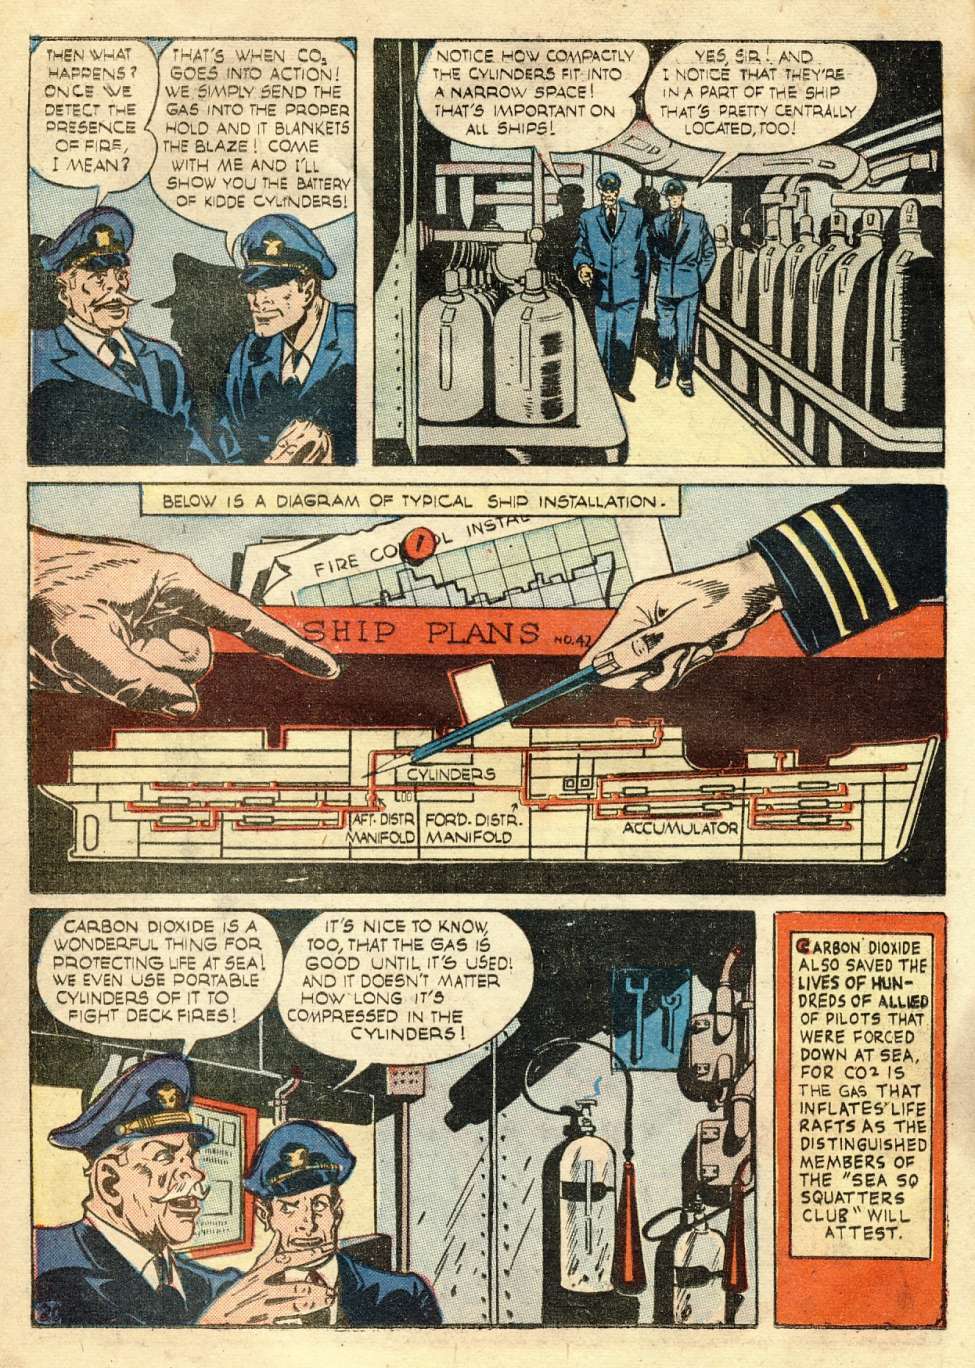 THEN WHAT
HAPPENS?
ONCE WE
DETECT THE
PRESENCE
OF FIRE,
I MEAN?
THAT'S WHEN CO2
GOES INTO ACTION!
WE SIMPLY SEND THE
GAS INTO THE PROPER
HOLD AND IT BLANKETS
THE BLAZE! COME
WITH ME AND I'LL
SHOW YOU THE BATTERY
OF KIDDE CYLINDERS!
NOTICE HOW COMPACTLY
THE CYLINDERS FIT INTO
A NARROW SPACE!
THAT'S IMPORTANT ON
ALL SHIPS!
YES, SIR! AND
I NOTICE THAT THEY'RE
IN A PART OF THE SHIP
THAT'S PRETTY CENTRALLY
LOCATED, TOO!
BELOW IS A DIAGRAM OF TYPICAL SHIP INSTALLATION.
FIRE CO OL INSTAL
SHIP PLANS NO. 42
CYLINDERS
AFT. DISTR.
MANIFOLD
FOR'D. DISTR.
MANIFOLD
ACCUMULATOR
CARBON DIOXIDE IS A
WONDERFUL THING FOR
PROTECTING LIFE AT SEA!
WE EVEN USE PORTABLE
CYLINDERS OF IT TO
FIGHT DECK FIRES!
IT'S NICE TO KNOW,
TOO, THAT THE GAS IS
GOOD UNTIL IT'S USED!
AND IT DOESN'T MATTER
HOW LONG IT'S
COMPRESSED IN THE
CYLINDERS!
CARBON DIOXIDE
ALSO SAVED THE
LIVES OF HUN-
DREDS OF ALLIED
OF PILOTS THAT
WERE FORCED
DOWN AT SEA,
FOR CO2 IS
THE GAS THAT
INFLATES LIFE
RAFTS AS THE
DISTINGUISHED
MEMBERS OF
THE "SEA SQ
SQUATTERS
CLUB" WILL
ATTEST.